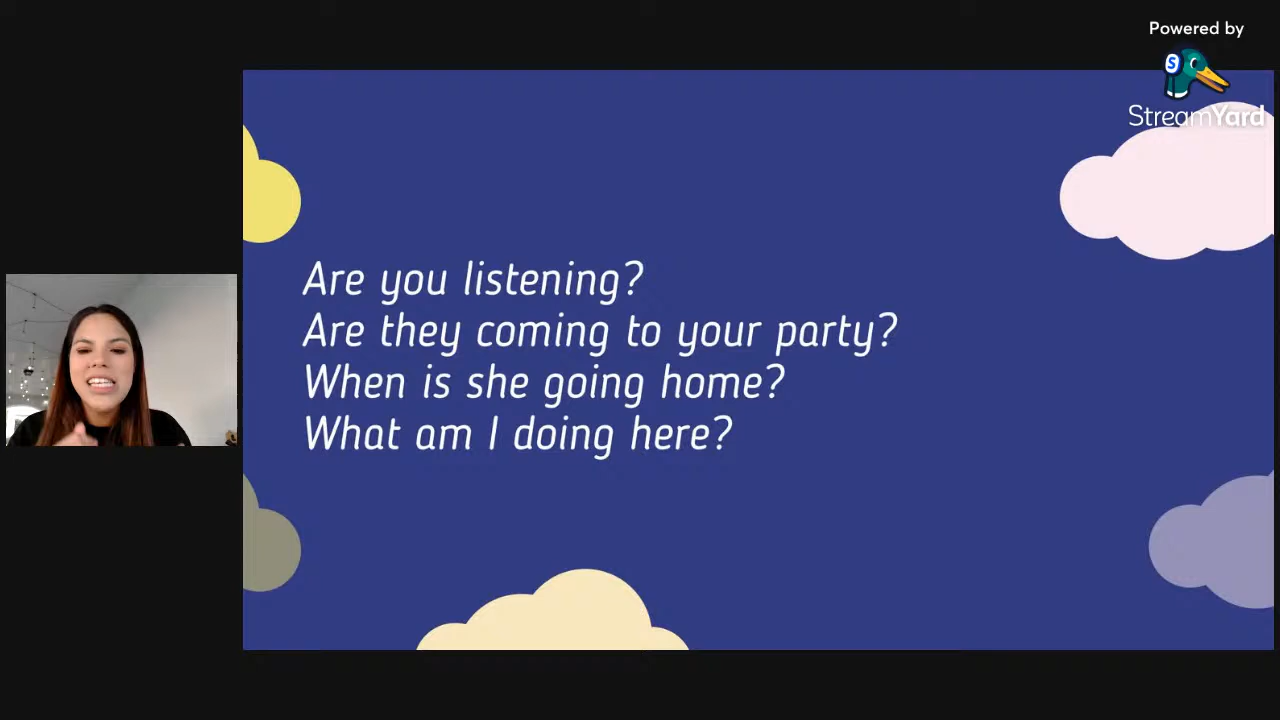 Powered by
StreamYard
Are you listening?
Are they coming to your party?
When is she going home?
What am I doing here?